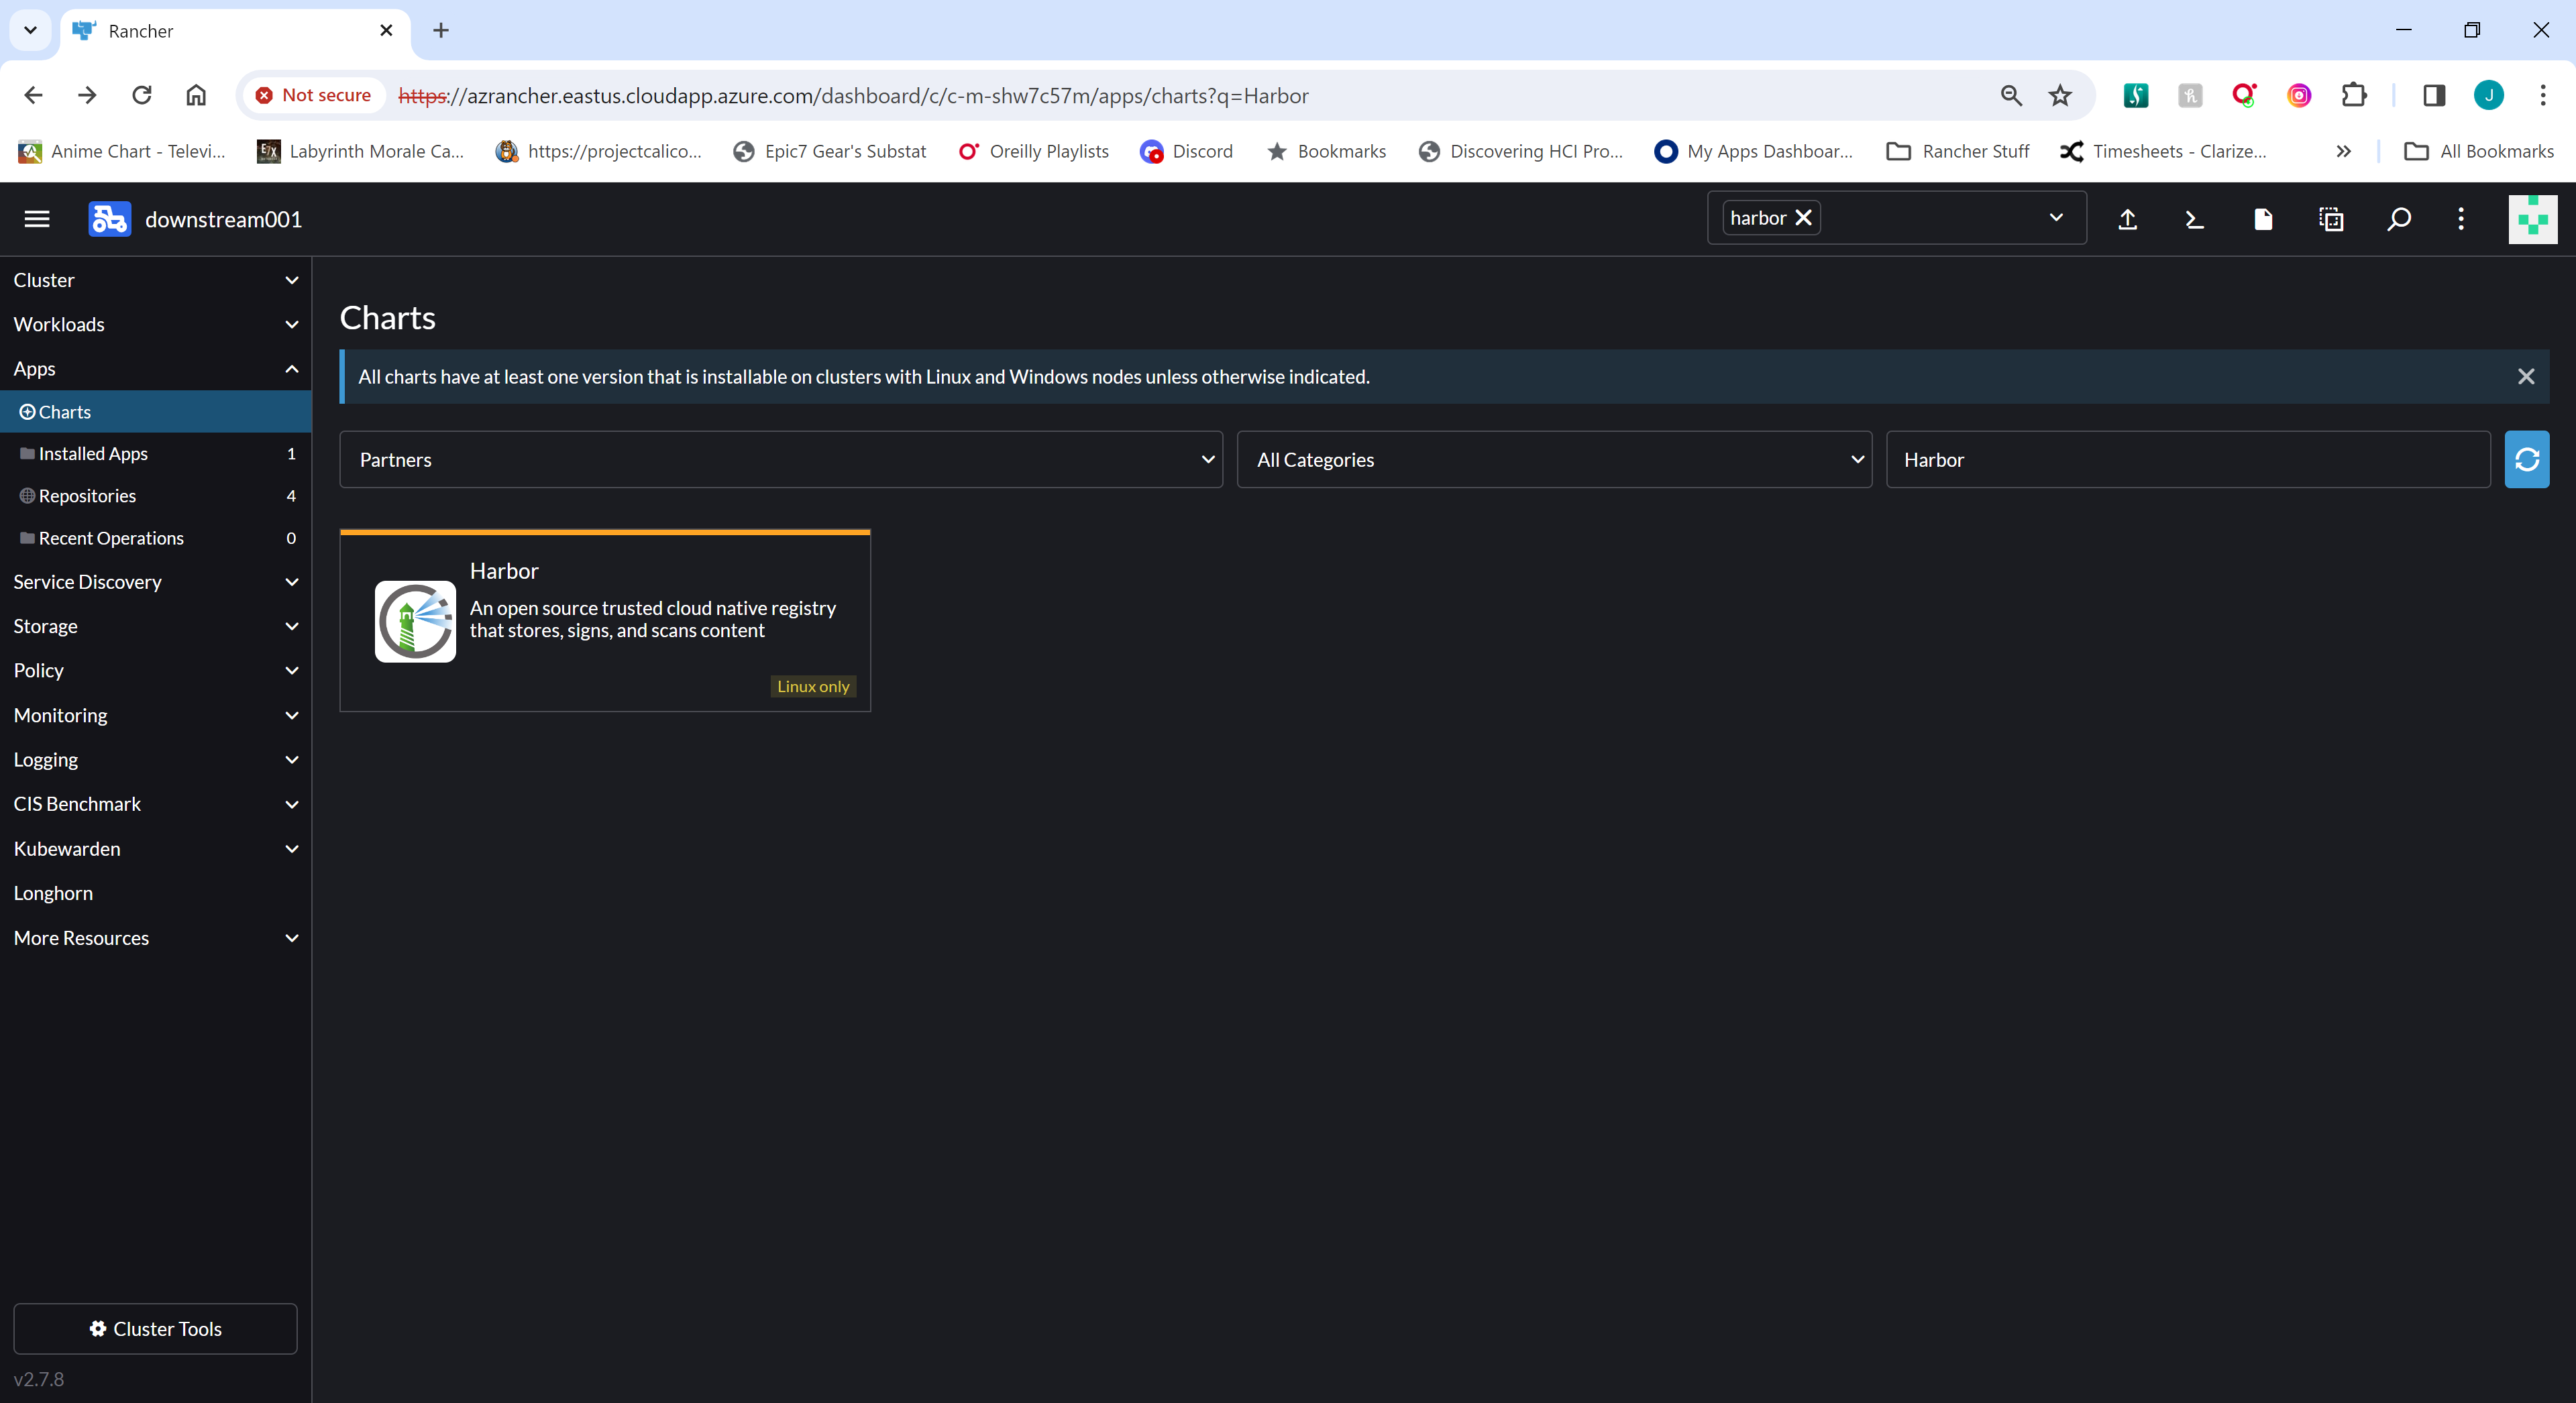 Rancher
Not secure https://azrancher.eastus.cloudapp.azure.com/dashboard/c/c-m-shw7c57m/apps/charts?q=Harbor J
Anime Chart - Televi... Labyrinth Morale Ca... https://projectcalico... Epic7 Gear's Substat Oreilly Playlists Discord Bookmarks Discovering HCI Pro... My Apps Dashboar... Rancher Stuff Timesheets - Clarize... All Bookmarks
downstream001 harbor
Cluster
Workloads
Apps
Charts
Installed Apps 1
Repositories 4
Recent Operations 0
Service Discovery
Storage
Policy
Monitoring
Logging
CIS Benchmark
Kubewarden
Longhorn
More Resources
Cluster Tools
v2.7.8
Charts
All charts have at least one version that is installable on clusters with Linux and Windows nodes unless otherwise indicated.
Partners All Categories Harbor
Harbor
An open source trusted cloud native registry
that stores, signs, and scans content
Linux only